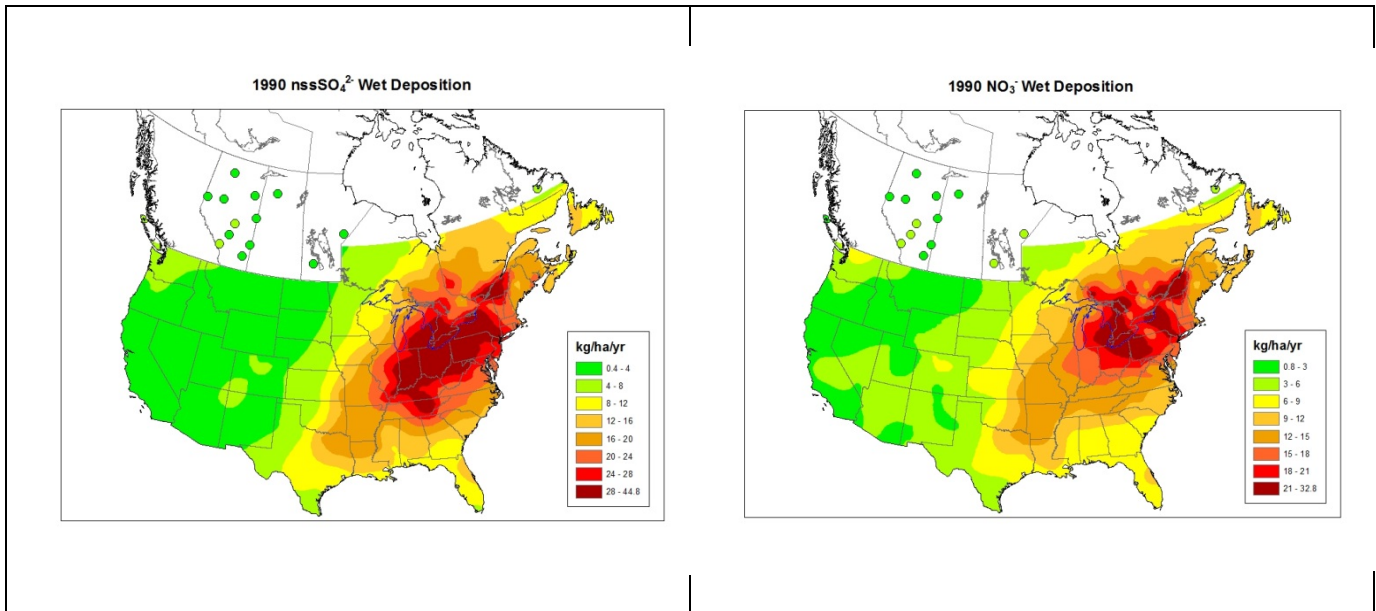 1990 nssSO₄²⁻ Wet Deposition
kg/ha/yr
0.4 - 4
4 - 8
8 - 12
12 - 16
16 - 20
20 - 24
24 - 28
28 - 44.8
1990 NO₃⁻ Wet Deposition
kg/ha/yr
0.8 - 3
3 - 6
6 - 9
9 - 12
12 - 15
15 - 18
18 - 21
21 - 32.8